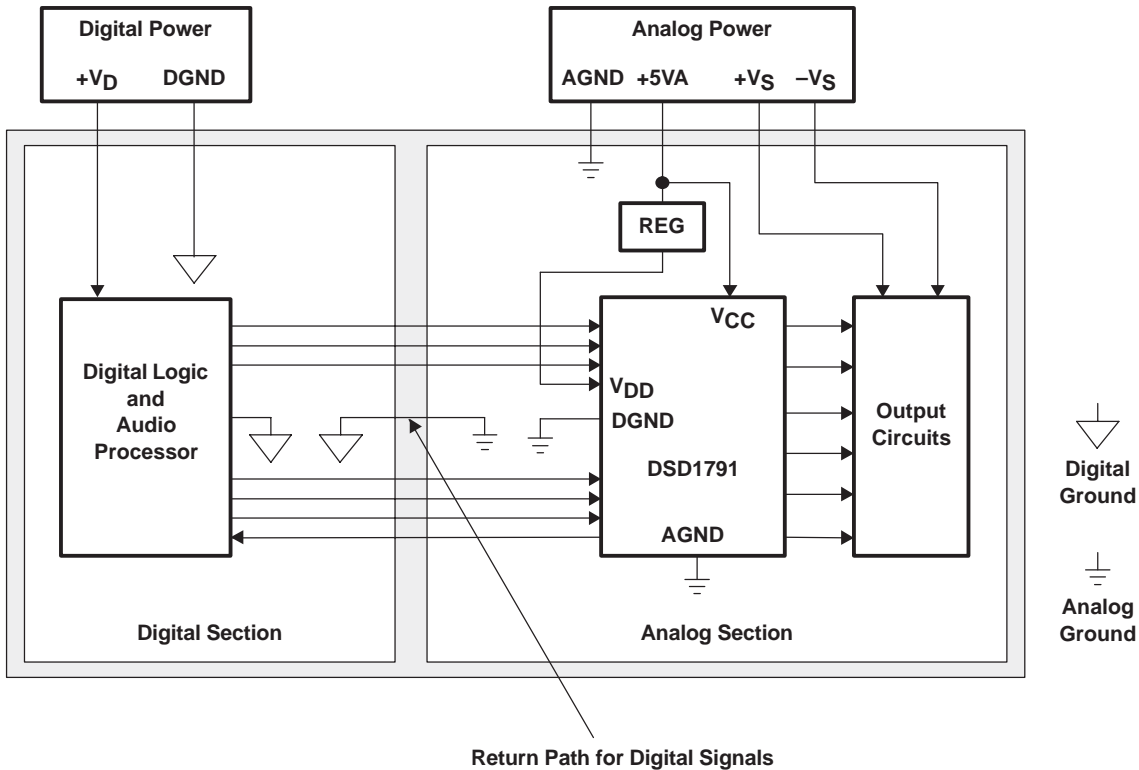 Digital Power
+VD DGND
Analog Power
AGND +5VA +VS –VS
REG
VCC
Digital Logic
and
Audio
Processor
VDD
DGND
DSD1791
AGND
Output
Circuits
Digital
Ground
Analog
Ground
Digital Section
Analog Section
Return Path for Digital Signals